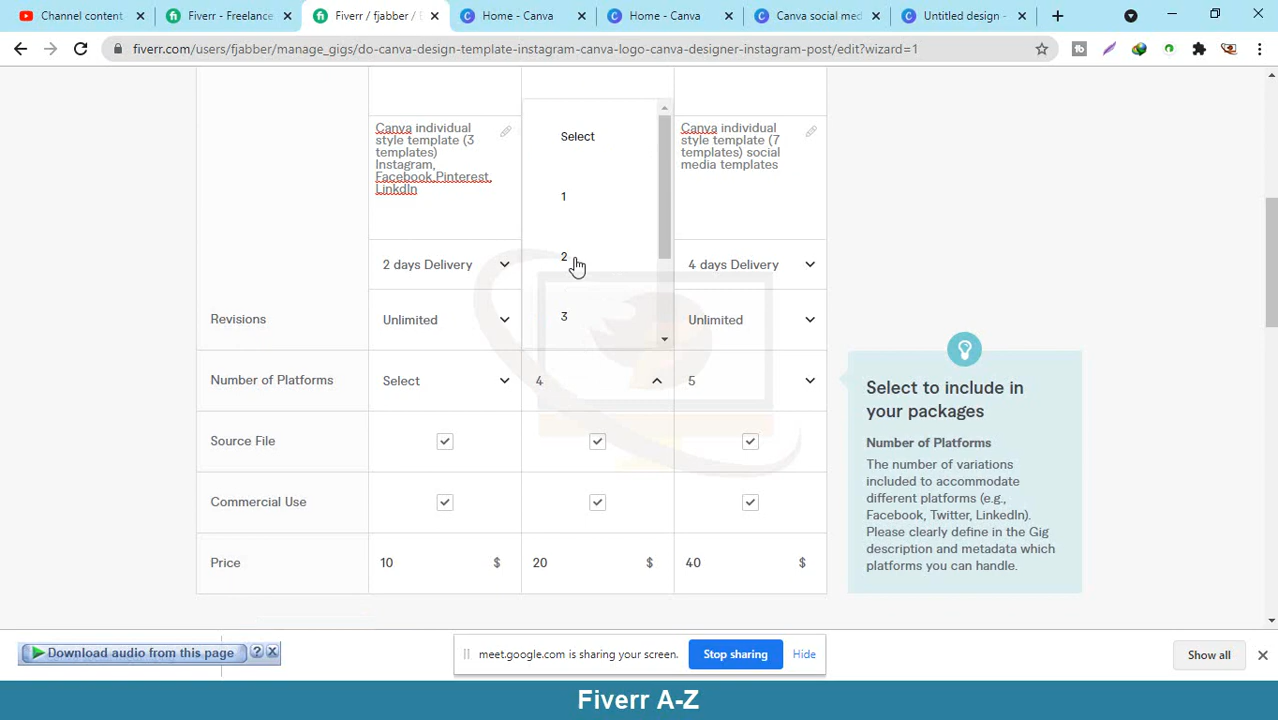 Channel content
Fiverr - Freelance
Fiverr / fjabber /
Home - Canva
Home - Canva
Canva social med
Untitled design -
fiverr.com/users/fjabber/manage_gigs/do-canva-design-template-instagram-canva-logo-canva-designer-instagram-post/edit?wizard=1
Canva individual
style template (3
templates)
Instagram,
Facebook,Pinterest,
LinkdIn
Select
1
2
3
Canva individual
style template (7
templates) social
media templates
2 days Delivery
4 days Delivery
Revisions
Unlimited
Unlimited
Number of Platforms
Select
4
5
Source File
Commercial Use
Price
10 $
20 $
40 $
Select to include in
your packages
Number of Platforms
The number of variations
included to accommodate
different platforms (e.g.,
Facebook, Twitter, LinkedIn).
Please clearly define in the Gig
description and metadata which
platforms you can handle.
Download audio from this page ? X
meet.google.com is sharing your screen.
Stop sharing
Hide
Show all
Fiverr A-Z